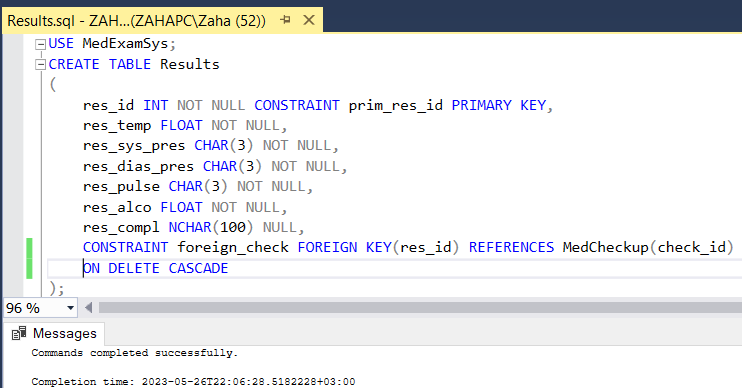 Results.sql - ZAH...(ZAHAPC\Zaha (52))
USE MedExamSys;
CREATE TABLE Results
(
res_id INT NOT NULL CONSTRAINT prim_res_id PRIMARY KEY,
res_temp FLOAT NOT NULL,
res_sys_pres CHAR(3) NOT NULL,
res_dias_pres CHAR(3) NOT NULL,
res_pulse CHAR(3) NOT NULL,
res_alco FLOAT NOT NULL,
res_compl NCHAR(100) NULL,
CONSTRAINT foreign_check FOREIGN KEY(res_id) REFERENCES MedCheckup(check_id)
ON DELETE CASCADE
);
96 %
Messages
Commands completed successfully.
Completion time: 2023-05-26T22:06:28.5182228+03:00